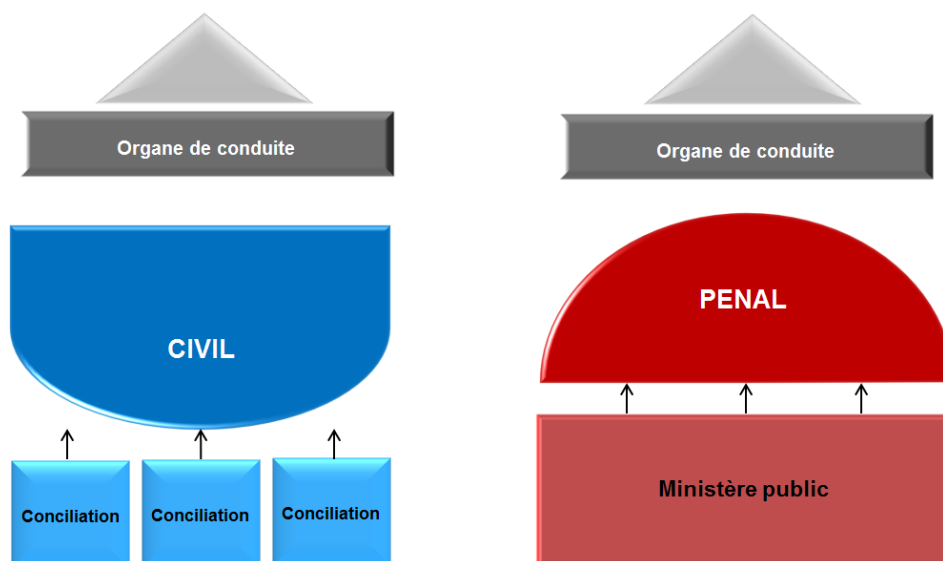 Organe de conduite
Organe de conduite
CIVIL
PENAL
Conciliation
Conciliation
Conciliation
Ministère public